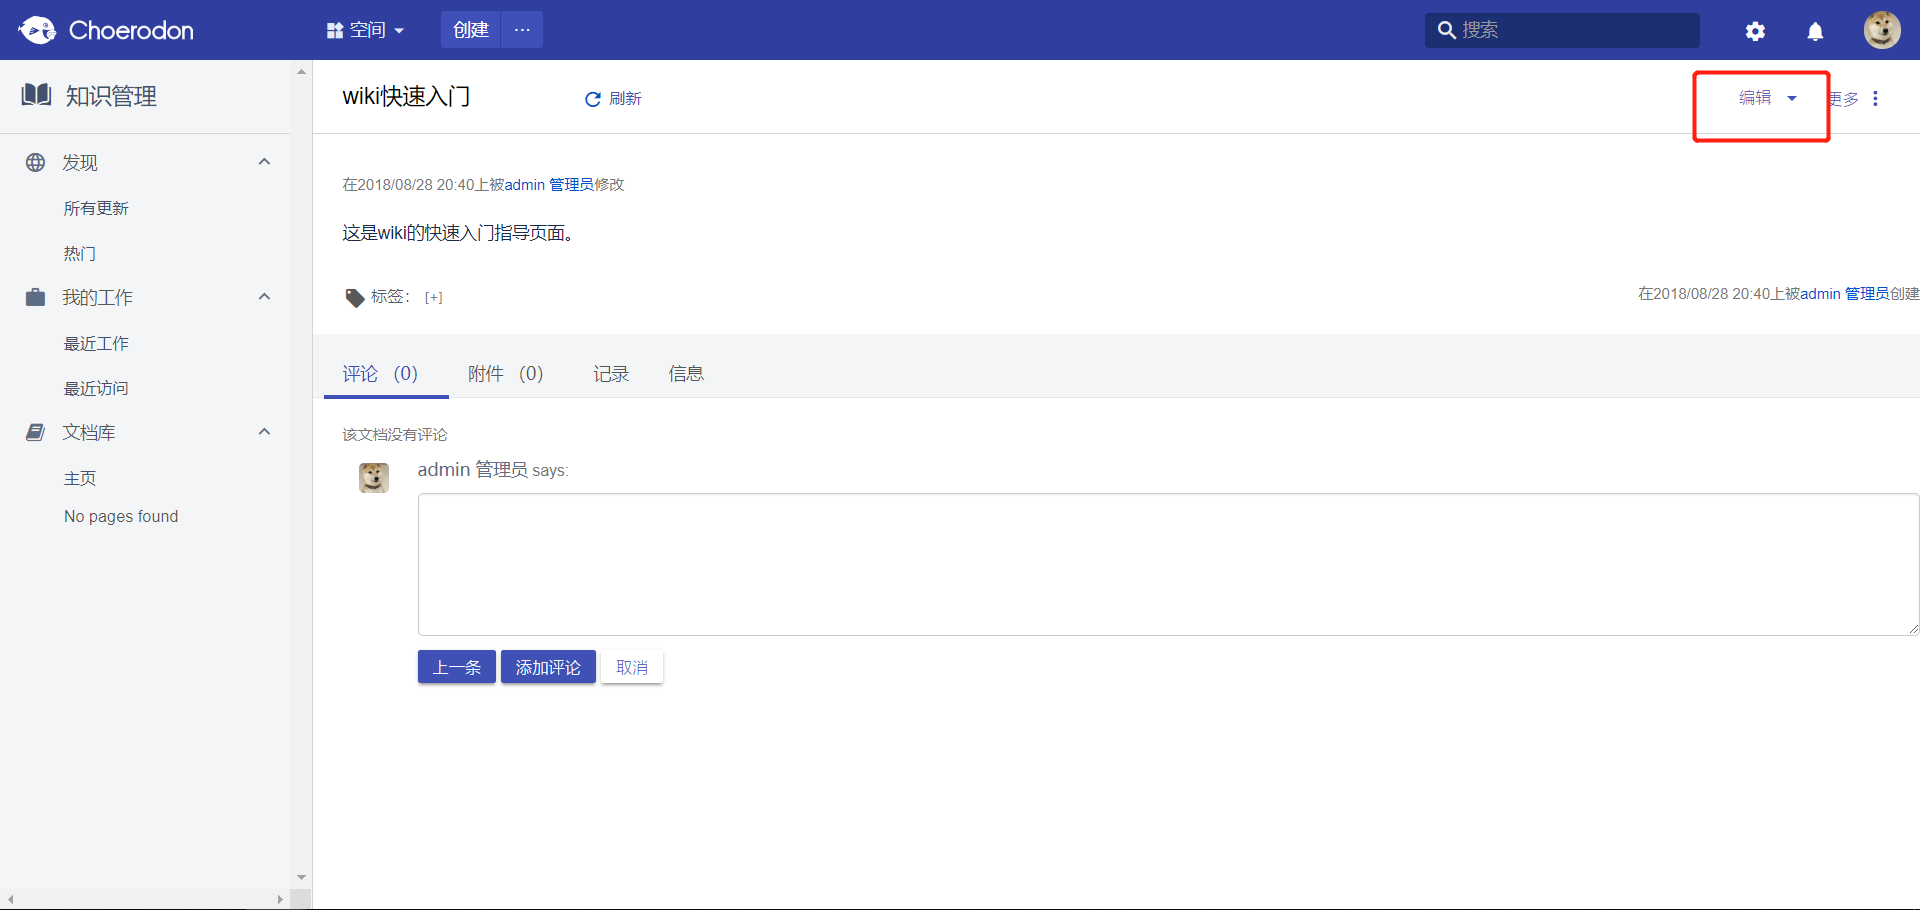 Choerodon
空间
创建
···
搜索
知识管理
发现
所有更新
热门
我的工作
最近工作
最近访问
文档库
主页
No pages found
wiki快速入门
刷新
编辑
更多
在2018/08/28 20:40上被admin 管理员修改
这是wiki的快速入门指导页面。
标签： [+]
在2018/08/28 20:40上被admin 管理员创建
评论 (0)
附件 (0)
记录
信息
该文档没有评论
admin 管理员 says:
上一条
添加评论
取消